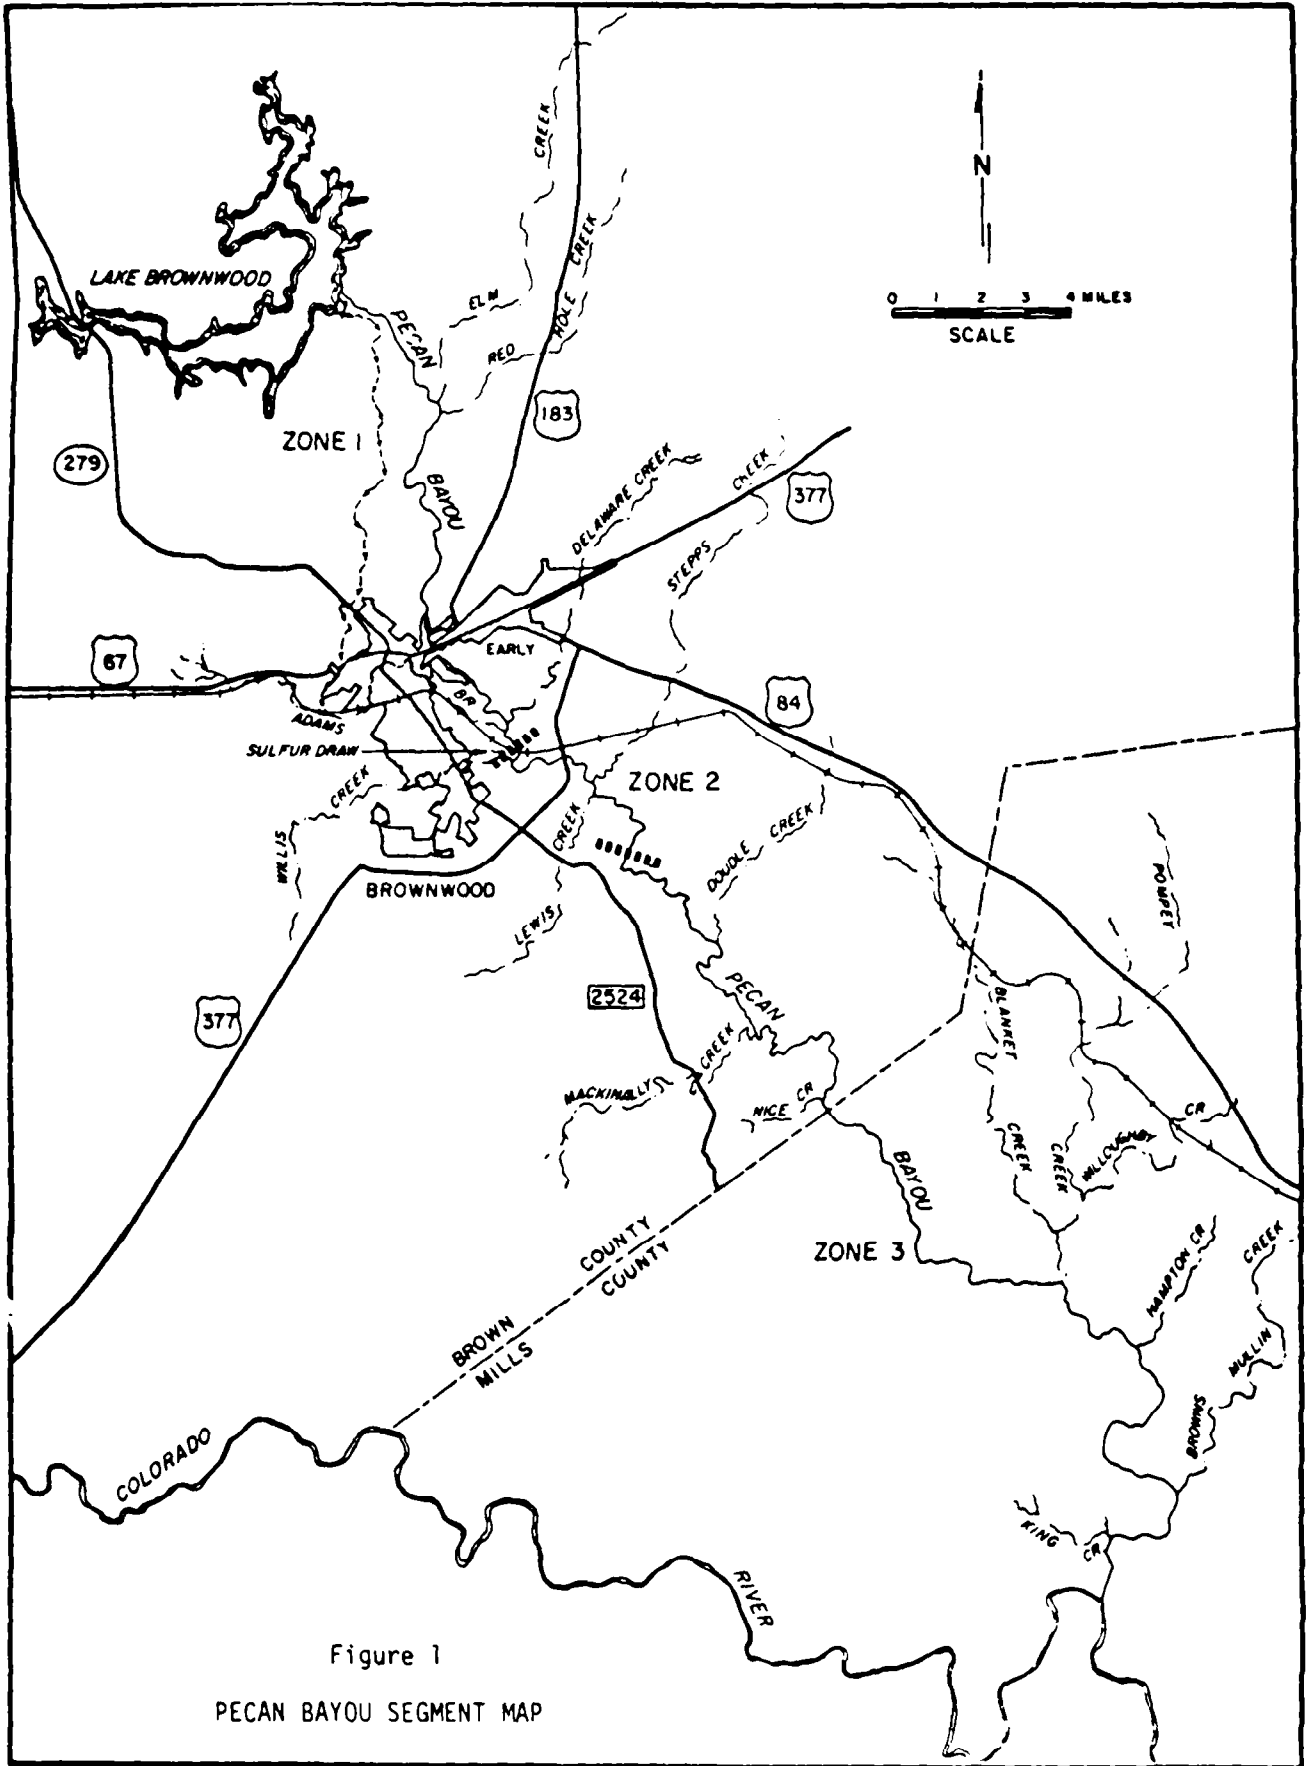 CREEK
N
HOLE CREEK
LAKE BROWNWOOD
ELM
0 1 2 3 4 MILES
SCALE
PECAN
RED
183
ZONE 1
279
DELAWARE CREEK
CREEK
377
BAYOU
STEPPS
EARLY
67
84
BR
ADAMS
SULFUR DRAW
ZONE 2
CREEK
CREEK
DOUDLE CREEK
WILLIS
BROWNWOOD
POMPEY
LEWIS
2524
PECAN
377
BLANKET
CREEK
MACKINALLY
NICE CR
CR
CREEK
CREEK
WILLOUGHBY
BAYOU
COUNTY
COUNTY
ZONE 3
HAMPTON CR
CREEK
BROWN
MILLS
MULLIN
BROWNS
COLORADO
KING
CR
RIVER
Figure 1
PECAN BAYOU SEGMENT MAP